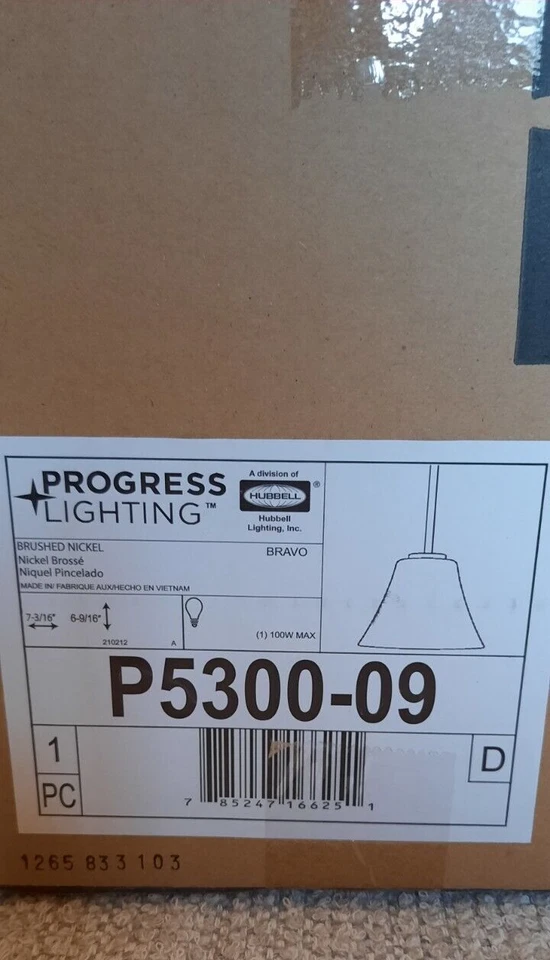 PROGRESS
LIGHTING™
A division of
HUBBELL®
Hubbell
Lighting, Inc.
BRUSHED NICKEL
Nickel Brossé
Niquel Pincelado
BRAVO
MADE IN/ FABRIQUE AUX/HECHO EN VIETNAM
7-3/16" 6-9/16"
210212 A
(1) 100W MAX
P5300-09
1
PC
D
7 85247 16625 1
1265 833 103